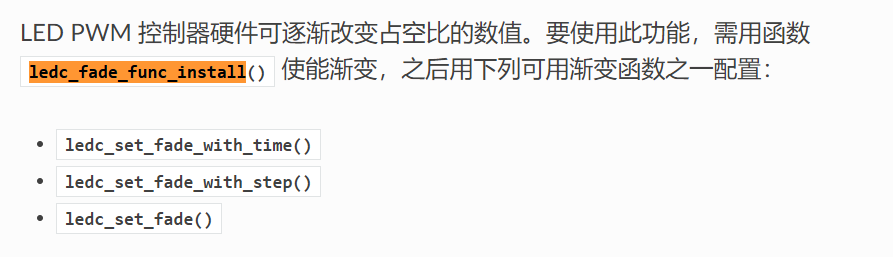 LED PWM 控制器硬件可逐渐改变占空比的数值。要使用此功能，需用函数
ledc_fade_func_install() 使能渐变，之后用下列可用渐变函数之一配置：
• ledc_set_fade_with_time()
• ledc_set_fade_with_step()
• ledc_set_fade()